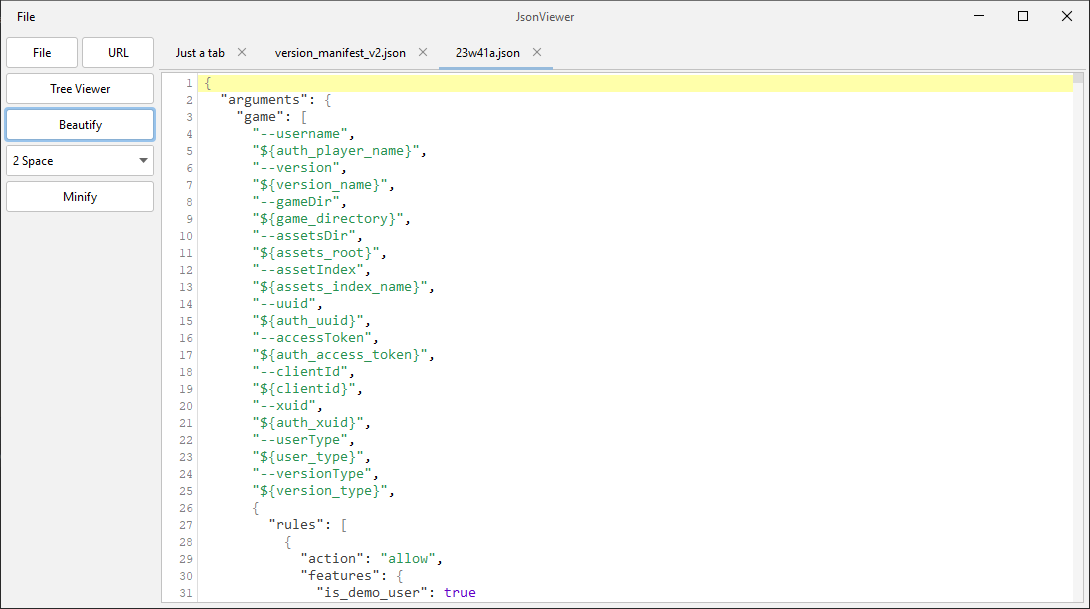 File
JsonViewer
File
URL
Tree Viewer
Beautify
2 Space
Minify
Just a tab
version_manifest_v2.json
23w41a.json
1 {
2   "arguments": {
3     "game": [
4       "--username",
5       "${auth_player_name}",
6       "--version",
7       "${version_name}",
8       "--gameDir",
9       "${game_directory}",
10       "--assetsDir",
11       "${assets_root}",
12       "--assetIndex",
13       "${assets_index_name}",
14       "--uuid",
15       "${auth_uuid}",
16       "--accessToken",
17       "${auth_access_token}",
18       "--clientId",
19       "${clientid}",
20       "--xuid",
21       "${auth_xuid}",
22       "--userType",
23       "${user_type}",
24       "--versionType",
25       "${version_type}",
26       {
27         "rules": [
28           {
29             "action": "allow",
30             "features": {
31               "is_demo_user": true